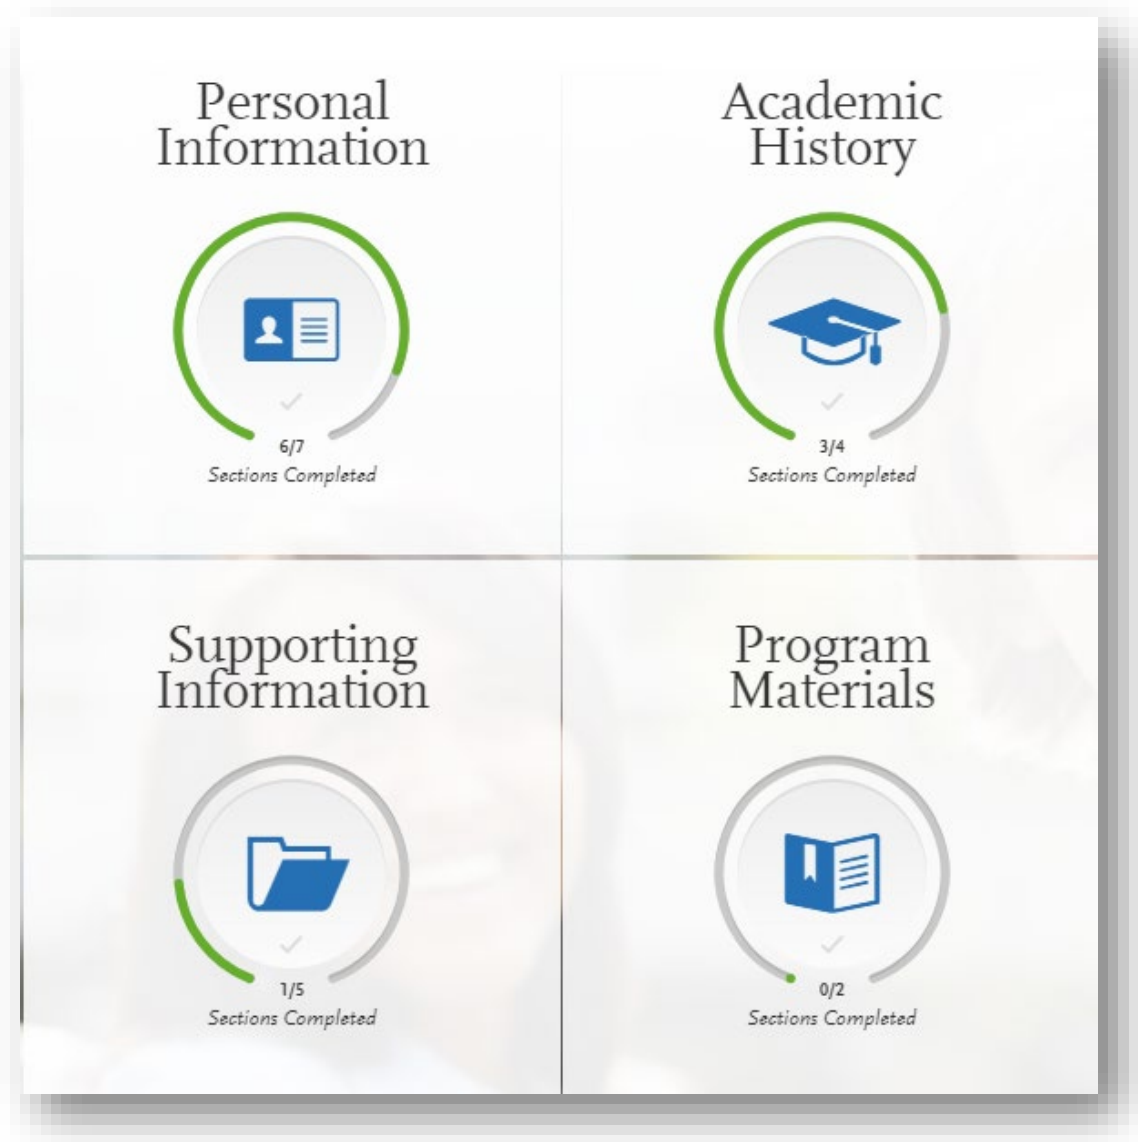 Personal
Information
6/7
Sections Completed
Academic
History
3/4
Sections Completed
Supporting
Information
1/5
Sections Completed
Program
Materials
0/2
Sections Completed